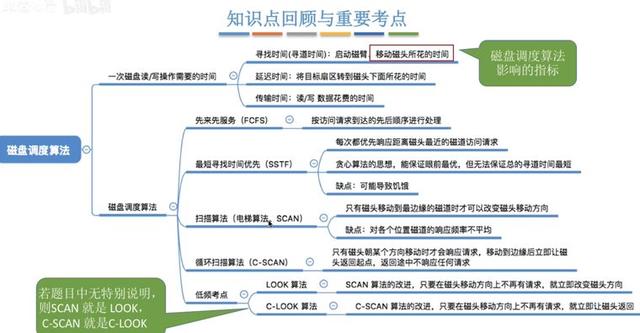 知识点回顾与重要考点
寻找时间(寻道时间)：启动磁臂、移动磁头所花的时间
磁盘调度算法
影响的指标
一次磁盘读/写操作需要的时间
延迟时间：将目标扇区转到磁头下面所花的时间
传输时间：读/写 数据花费的时间
先来先服务（FCFS）
按访问请求到达的先后顺序进行处理
磁盘调度算法
每次都优先响应距离磁头最近的磁道访问请求
最短寻找时间优先（SSTF）
贪心算法的思想，能保证眼前最优，但无法保证总的寻道时间最短
缺点：可能导致饥饿
磁盘调度算法
只有磁头移动到最边缘的磁道时才可以改变磁头移动方向
扫描算法（电梯算法、SCAN）
缺点：对各个位置磁道的响应频率不平均
循环扫描算法（C-SCAN）
只有磁头朝某个方向移动时才会响应请求，移动到边缘后立即让磁
头返回起点，返回途中不响应任何请求
若题目中无特别说明，
则SCAN 就是 LOOK，
C-SCAN 就是C-LOOK
低频考点
LOOK 算法
SCAN 算法的改进，只要在磁头移动方向上不再有请求，就立即改变磁头方向
C-LOOK 算法
C-SCAN 算法的改进，只要在磁头移动方向上不再有请求，就立即让磁头返回